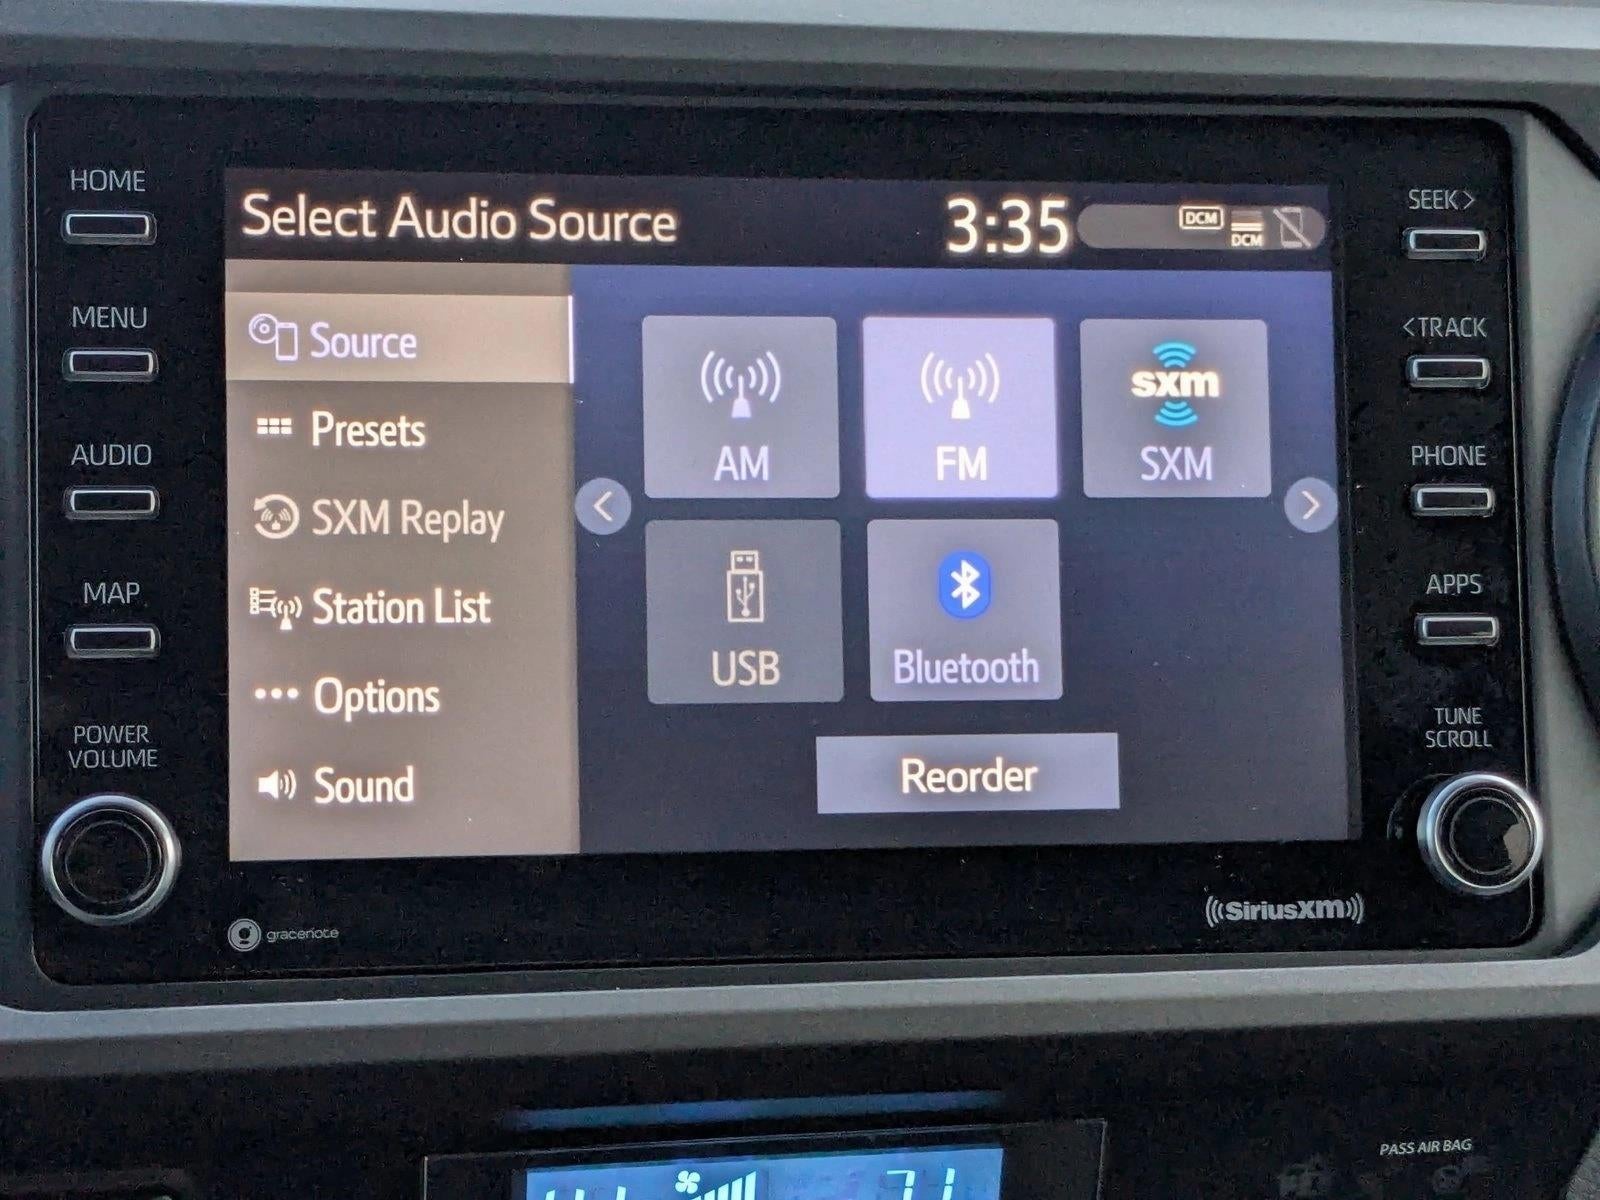 HOME
MENU
AUDIO
MAP
POWER
VOLUME
Select Audio Source
3:35
DCM
DCM
Source
Presets
SXM Replay
Station List
Options
Sound
AM
FM
sxm
SXM
USB
Bluetooth
Reorder
SEEK>
<TRACK
PHONE
APPS
TUNE
SCROLL
gracenote
SiriusXM
71
PASS AIR BAG